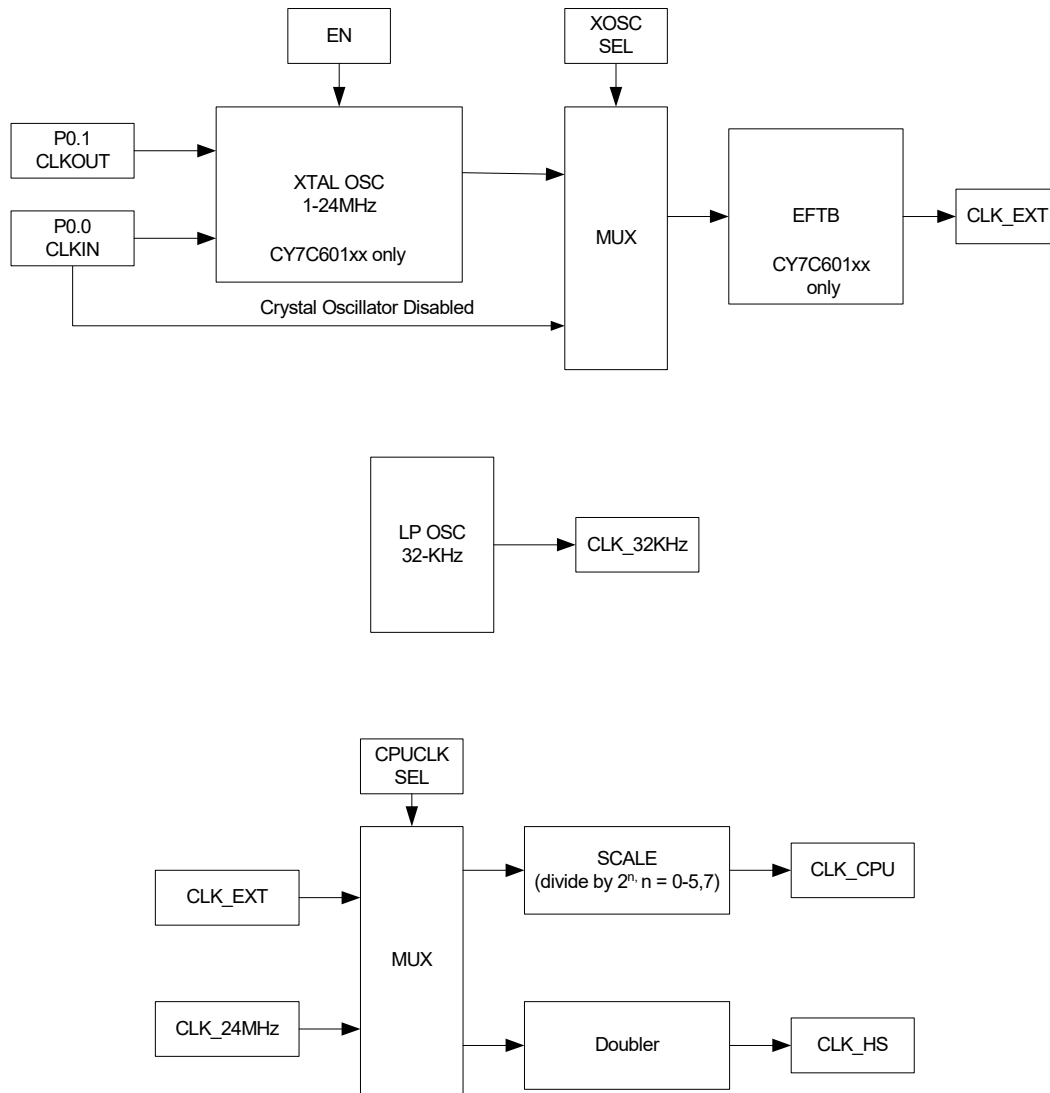 EN
XOSC
SEL
P0.1
CLKOUT
P0.0
CLKIN
XTAL OSC
1-24MHz
CY7C601xx only
MUX
EFTB
CY7C601xx
only
CLK_EXT
Crystal Oscillator Disabled
LP OSC
32-KHz
CLK_32KHz
CPUCLK
SEL
CLK_EXT
CLK_24MHz
MUX
SCALE
(divide by 2ⁿ, n = 0-5,7)
CLK_CPU
Doubler
CLK_HS